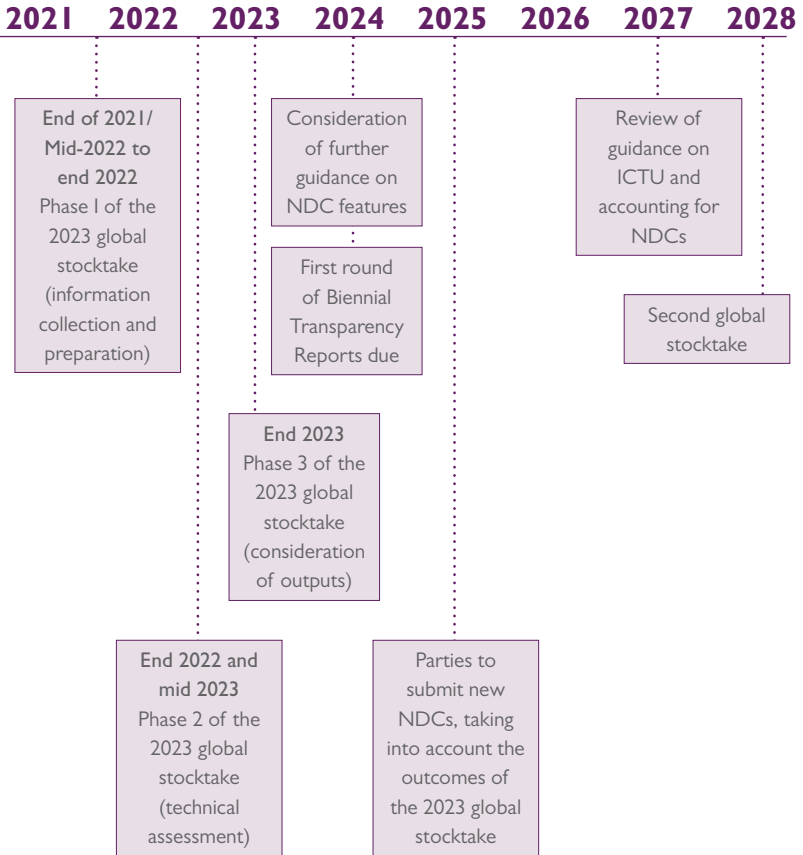 2021 2022 2023 2024 2025 2026 2027 2028
End of 2021/
Mid-2022 to
end 2022
Phase I of the
2023 global
stocktake
(information
collection and
preparation)
Consideration
of further
guidance on
NDC features
First round
of Biennial
Transparency
Reports due
Review of
guidance on
ICTU and
accounting for
NDCs
Second global
stocktake
End 2023
Phase 3 of the
2023 global
stocktake
(consideration
of outputs)
End 2022 and
mid 2023
Phase 2 of the
2023 global
stocktake
(technical
assessment)
Parties to
submit new
NDCs, taking
into account the
outcomes of
the 2023 global
stocktake